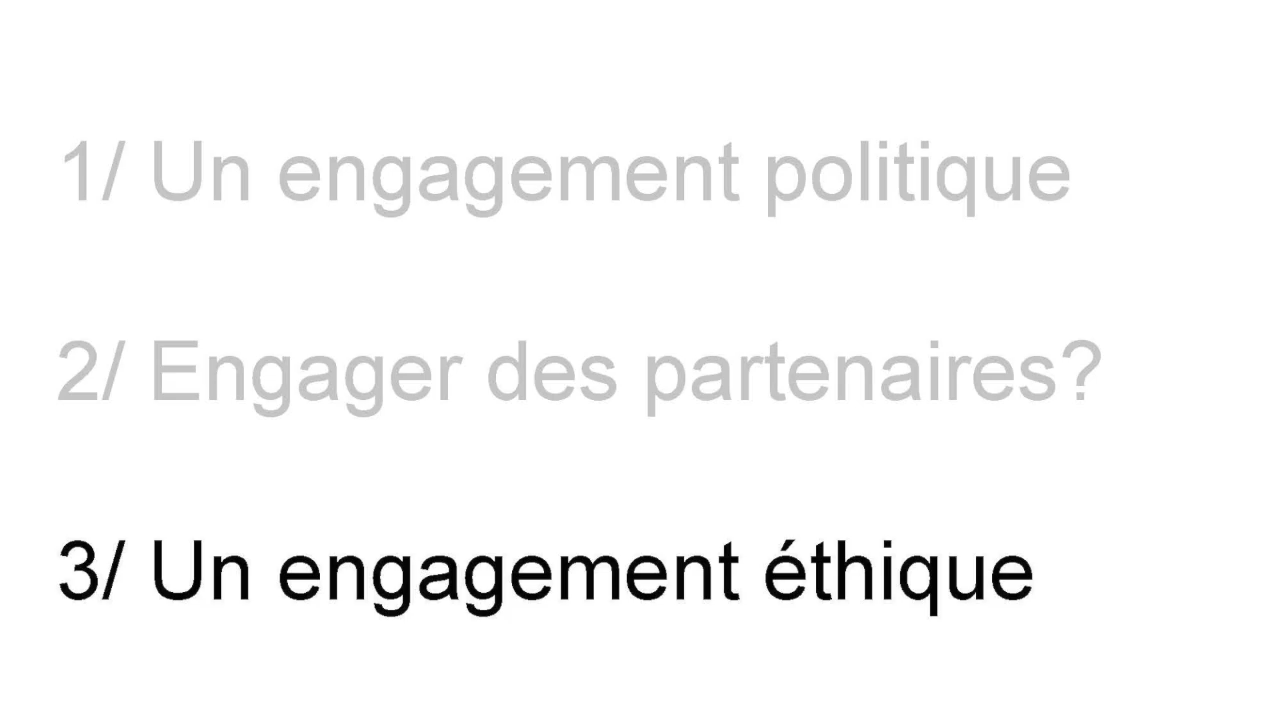 1/ Un engagement politique
2/ Engager des partenaires?
3/ Un engagement éthique